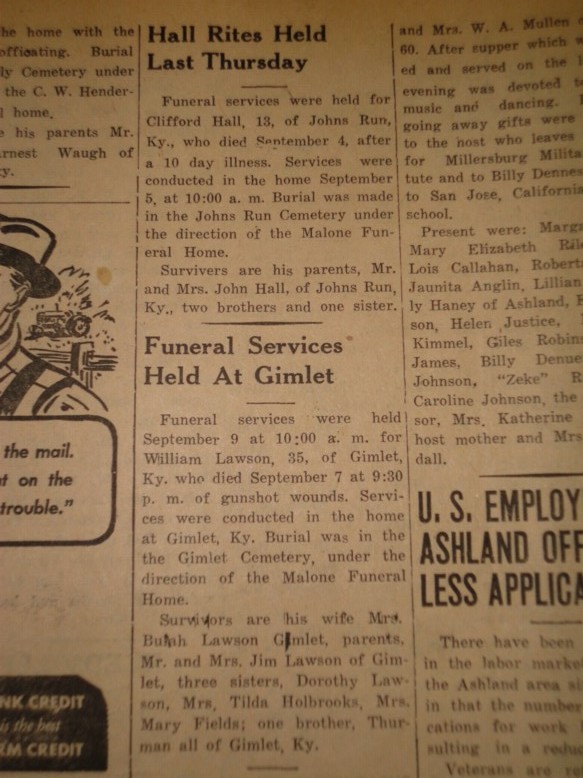 he home with the
officating. Burial
ly Cemetery under
the C. W. Hender-
l home.
e his parents Mr.
rnest Waugh of
y.
the mail.
t on the
trouble."
NK CREDIT
is the best
RM CREDIT
Hall Rites Held
Last Thursday
Funeral services were held for
Clifford Hall, 13, of Johns Run,
Ky., who died September 4, after
a 10 day illness. Services were
conducted in the home September
5, at 10:00 a. m. Burial was made
in the Johns Run Cemetery under
the direction of the Malone Fun-
eral Home.
Survivers are his parents, Mr.
and Mrs. John Hall, of Johns Run,
Ky., two brothers and one sister.
Funeral Services
Held At Gimlet
Funeral services were held
September 9 at 10:00 a. m. for
William Lawson, 35, of Gimlet,
Ky. who died September 7 at 9:30
p. m. of gunshot wounds. Servi-
ces were conducted in the home
at Gimlet, Ky. Burial was in the
the Gimlet Cemetery, under the
direction of the Malone Funeral
Home.
Survivors are his wife Mrs.
Bulah Lawson Gimlet, parents,
Mr. and Mrs. Jim Lawson of Gim-
let, three sisters, Dorothy Law-
son, Mrs, Tilda Holbrooks, Mrs.
Mary Fields; one brother, Thur-
man all of Gimlet, Ky.
and Mrs. W. A. Mullen
60. After supper which w
ed and served on the l
evening was devoted t
music and dancing.
going away gifts were
to the host who leaves
for Millersburg Milita
tute and to Billy Dennes
to San Jose, California
school.
Present were: Marga
Mary Elizabeth Ril
Lois Callahan, Robert
Jaunita Anglin, Lillian
ly Haney of Ashland,
son, Helen Justice,
Kimmel, Giles Robin
James, Billy Denue
Johnson, "Zeke" R
Caroline Johnson, the
sor, Mrs. Katherine
host mother and Mrs
dall.
U. S. EMPLOY
ASHLAND OFF
LESS APPLICA
There have been
in the labor marke
the Ashland area si
in that the number
cations for work
sulting in a reduc
Veterans are re